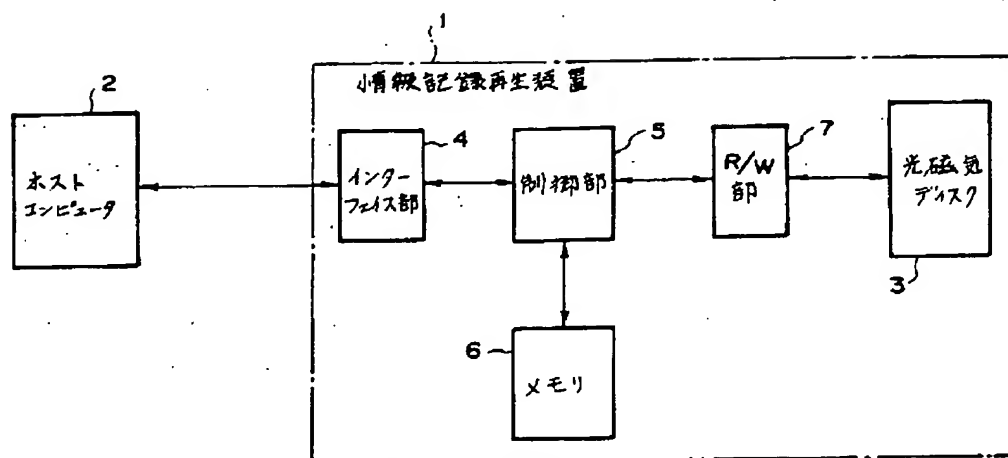 1
情報記録再生装置
2
ホスト
コンピュータ
4
インター
フェイス部
5
制御部
7
R/W
部
光磁気
ディスク
3
6
メモリ